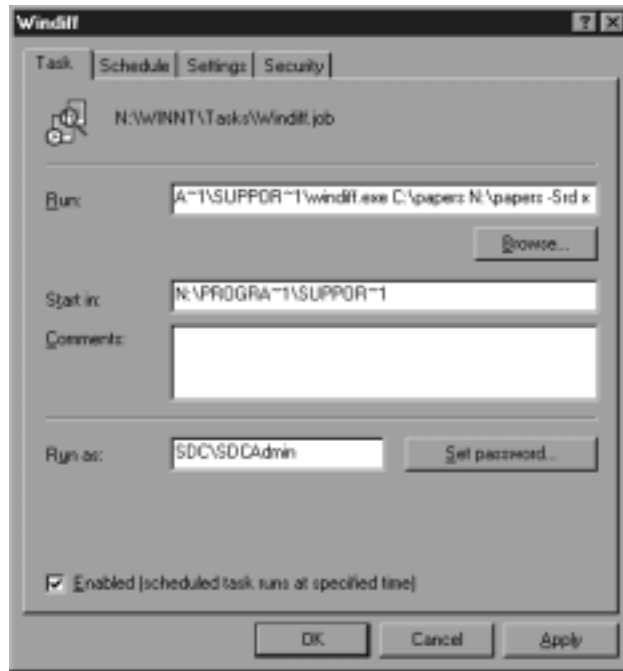 Windiff
Task Schedule Settings Security
N:\WINNT\Tasks\Windiff.job
Run: A~1\SUPPOR~1\windiff.exe C:\papers N:\papers -Srd x
Browse...
Start in: N:\PROGRA~1\SUPPOR~1
Comments:
Run as: SDC\SDCAdmin Set password...
Enabled (scheduled task runs at specified time)
OK Cancel Apply